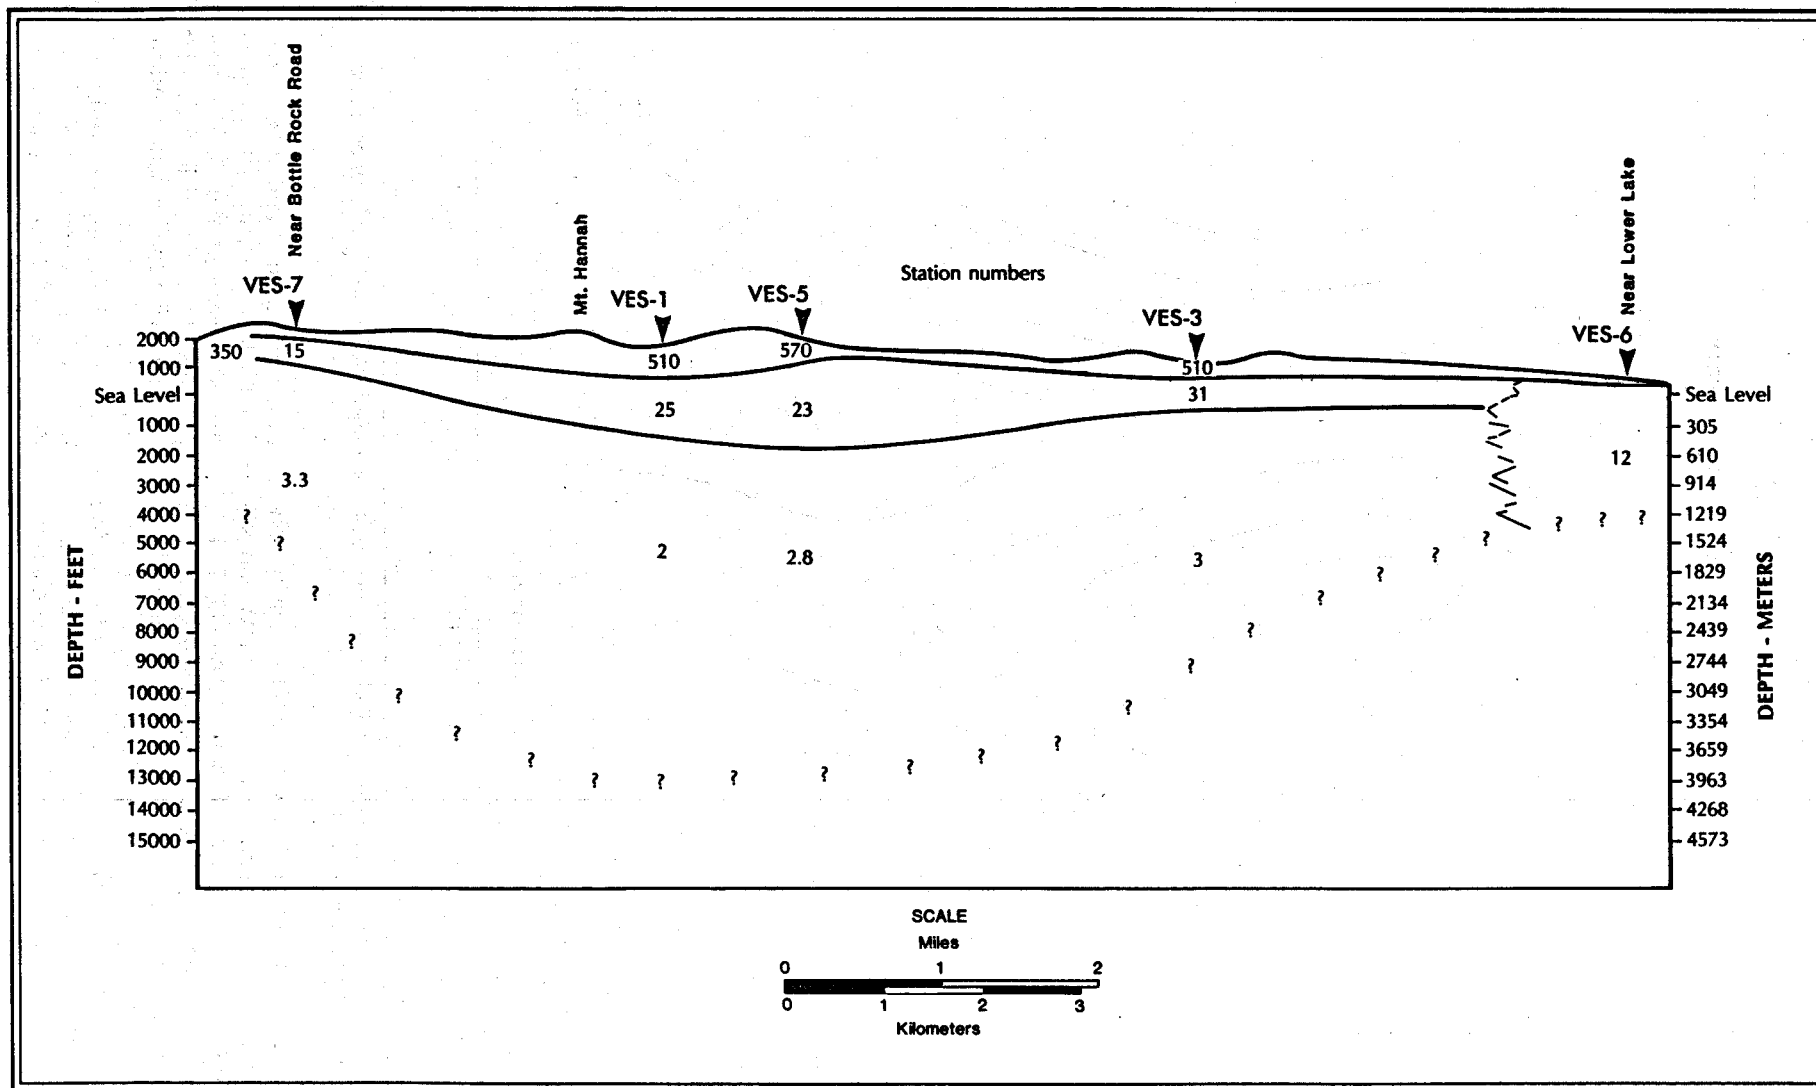 Near Bottle Rock Road
Mt. Hannah
Near Lower Lake
Station numbers
VES-7
VES-1
VES-5
VES-3
VES-6
350
15
510
570
510
25
23
31
12
3.3
2
2.8
3
2000
1000
Sea Level
1000
2000
3000
4000
5000
6000
7000
8000
9000
10000
11000
12000
13000
14000
15000
DEPTH - FEET
Sea Level
305
610
914
1219
1524
1829
2134
2439
2744
3049
3354
3659
3963
4268
4573
DEPTH - METERS
? ? ? ? ? ? ? ? ? ? ? ? ? ? ? ? ? ? ? ? ? ? ? ? ?
SCALE
Miles
0 1 2
0 1 2 3
Kilometers